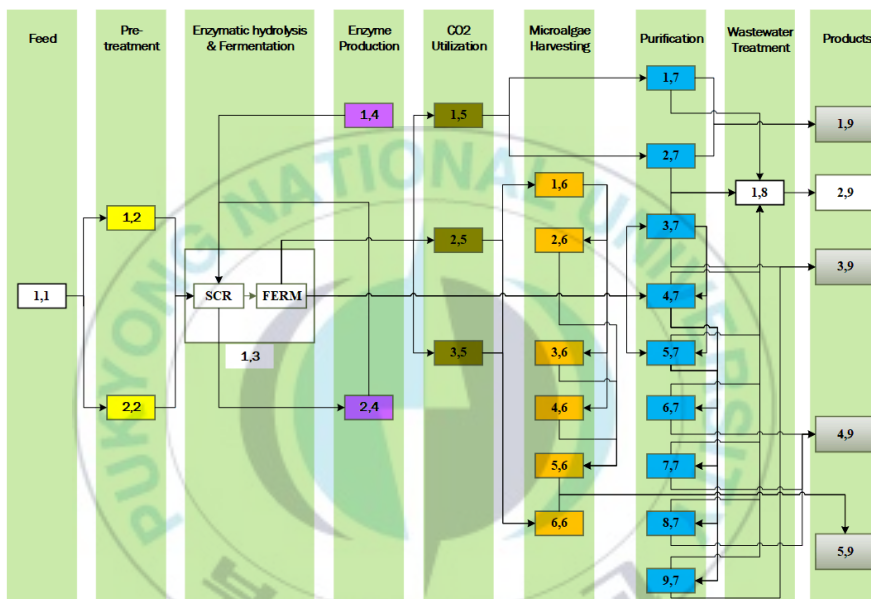 Feed
Pre-
treatment
Enzymatic hydrolysis
& Fermentation
Enzyme
Production
CO2
Utilization
Microalgae
Harvesting
Purification
Wastewater
Treatment
Products
1,1
1,2
2,2
SCR
FERM
1,3
1,4
2,4
1,5
2,5
3,5
1,6
2,6
3,6
4,6
5,6
6,6
1,7
2,7
3,7
4,7
5,7
6,7
7,7
8,7
9,7
1,8
1,9
2,9
3,9
4,9
5,9
PUKYONG NATIONAL UNIVERSITY